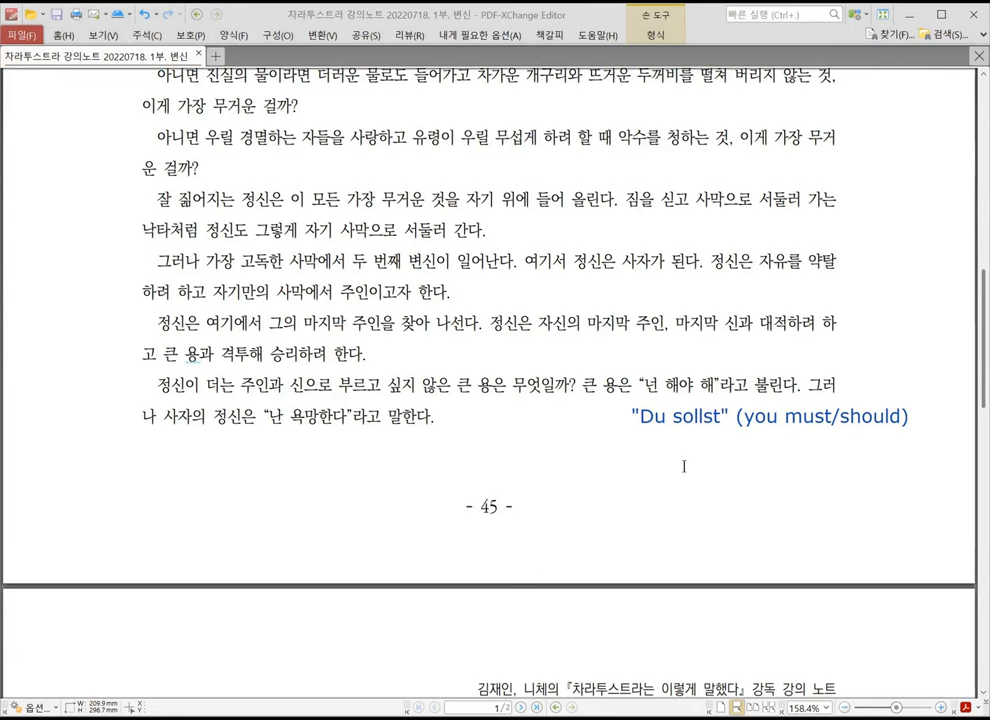 차라투스트라 강의노트 20220718. 1부. 변신 - PDF-XChange Editor
손 도구
빠른 실행 (Ctrl+.)
파일(F) 홈(H) 보기(V) 주석(C) 보호(P) 양식(F) 구성(O) 변환(V) 공유(S) 리뷰(R) 내게 필요한 옵션(A) 책갈피 도움말(H) 형식 찾기(F)... 검색(S)...
차라투스트라 강의노트 20220718. 1부. 변신
아니면 진실의 물이라면 더러운 물로도 들어가고 차가운 개구리와 뜨거운 두꺼비를 떨쳐 버리지 않는 것,
이게 가장 무거운 걸까?
아니면 우릴 경멸하는 자들을 사랑하고 유령이 우릴 무섭게 하려 할 때 악수를 청하는 것, 이게 가장 무거
운 걸까?
잘 짊어지는 정신은 이 모든 가장 무거운 것을 자기 위에 들어 올린다. 짐을 싣고 사막으로 서둘러 가는
낙타처럼 정신도 그렇게 자기 사막으로 서둘러 간다.
그러나 가장 고독한 사막에서 두 번째 변신이 일어난다. 여기서 정신은 사자가 된다. 정신은 자유를 약탈
하려 하고 자기만의 사막에서 주인이고자 한다.
정신은 여기에서 그의 마지막 주인을 찾아 나선다. 정신은 자신의 마지막 주인, 마지막 신과 대적하려 하
고 큰 용과 격투해 승리하려 한다.
정신이 더는 주인과 신으로 부르고 싶지 않은 큰 용은 무엇일까? 큰 용은 “넌 해야 해”라고 불린다. 그러
나 사자의 정신은 “난 욕망한다”라고 말한다.
"Du sollst" (you must/should)
- 45 -
김재인, 니체의 『차라투스트라는 이렇게 말했다』 강독 강의 노트
옵션... W: 209.9mm H: 296.7mm X: Y: 1/2 158.4%